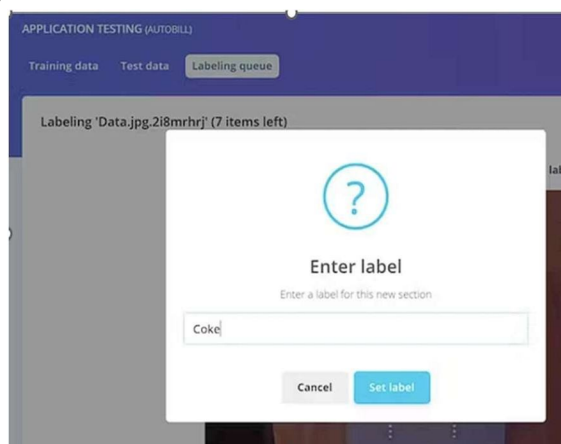 APPLICATION TESTING (AUTOBILL)
Training data Test data Labeling queue
Labeling 'Data.jpg.2i8mrhrj' (7 items left)
?
Enter label
Enter a label for this new section
Coke
Cancel Set label